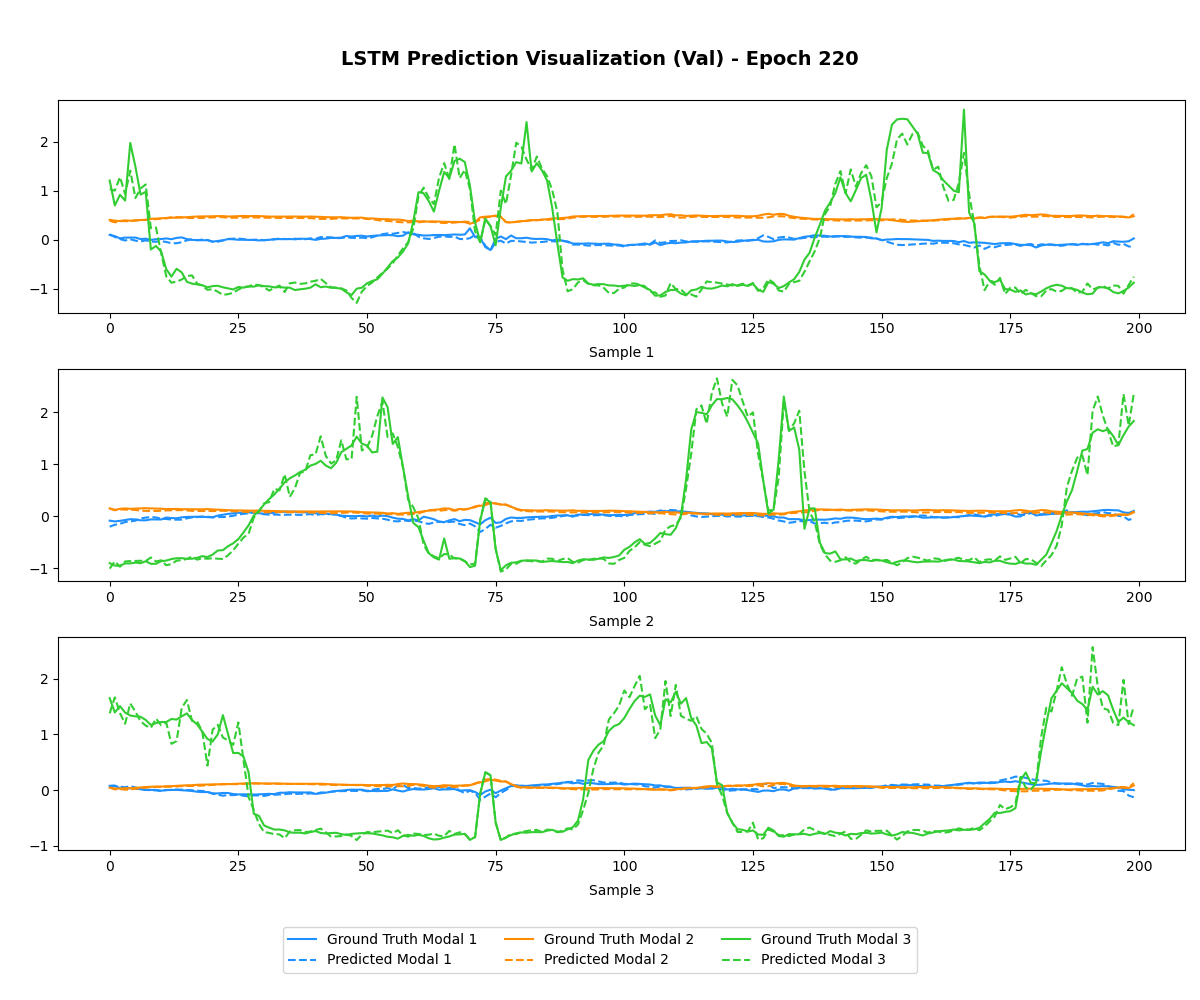 LSTM Prediction Visualization (Val) - Epoch 220
2
1
0
−1
0 25 50 75 100 125 150 175 200
Sample 1
2
1
0
−1
0 25 50 75 100 125 150 175 200
Sample 2
2
1
0
−1
0 25 50 75 100 125 150 175 200
Sample 3
Ground Truth Modal 1 Ground Truth Modal 2 Ground Truth Modal 3
Predicted Modal 1 Predicted Modal 2 Predicted Modal 3